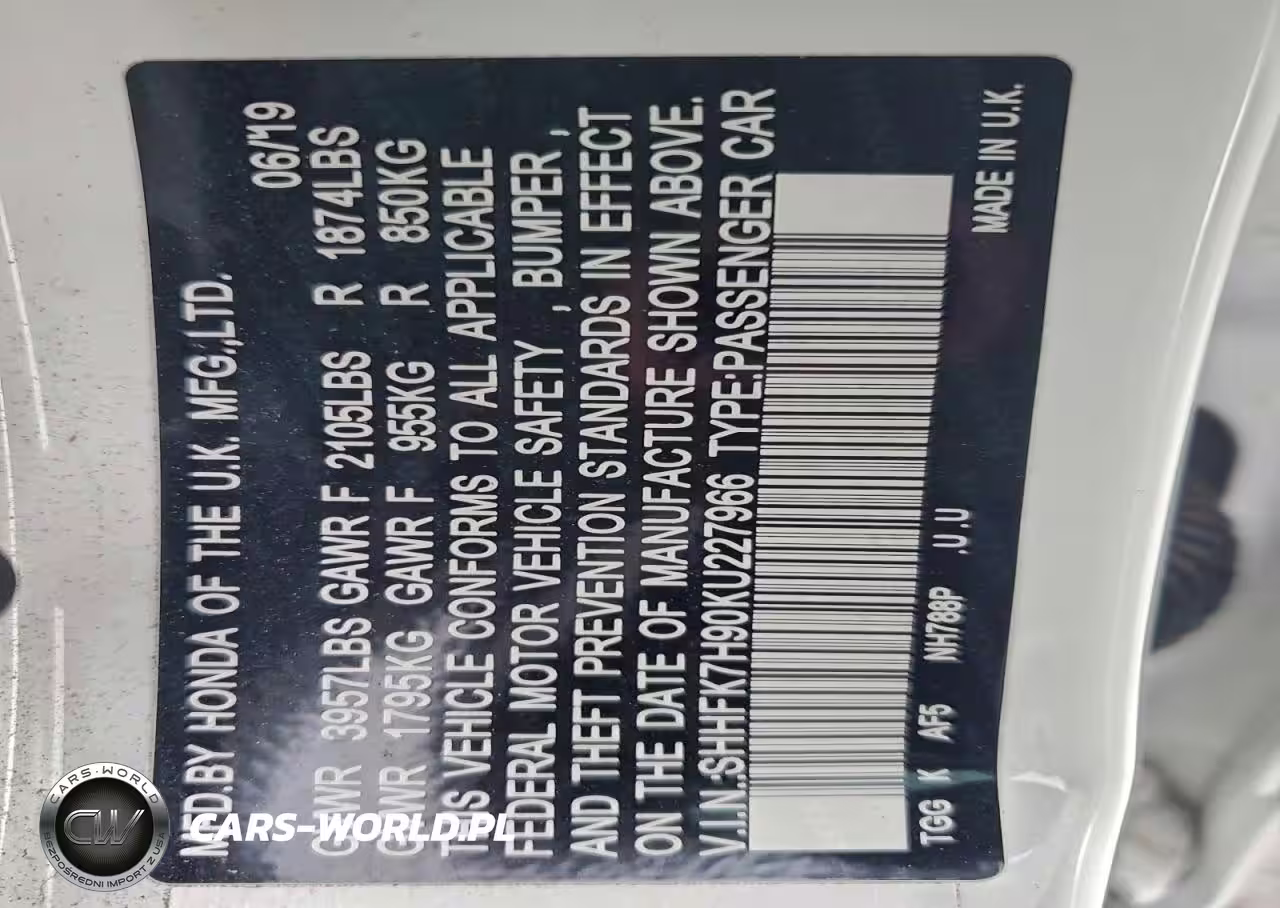 MFD.BY HONDA OF THE U.K. MFG.,LTD.
06/19
GVWR 3957LBS GAWR F 2105LBS R 1874LBS
GVWR 1795KG GAWR F 955KG R 850KG
THIS VEHICLE CONFORMS TO ALL APPLICABLE
FEDERAL MOTOR VEHICLE SAFETY , BUMPER ,
AND THEFT PREVENTION STANDARDS IN EFFECT
ON THE DATE OF MANUFACTURE SHOWN ABOVE.
V.I.N.:SHHFK7H90KU227966 TYPE:PASSENGER CAR
TGG K AF5 NH788P .U.U
MADE IN U.K.
CARS-WORLD
CW
BEZPOŚREDNI IMPORT Z USA
CARS-WORLD.PL